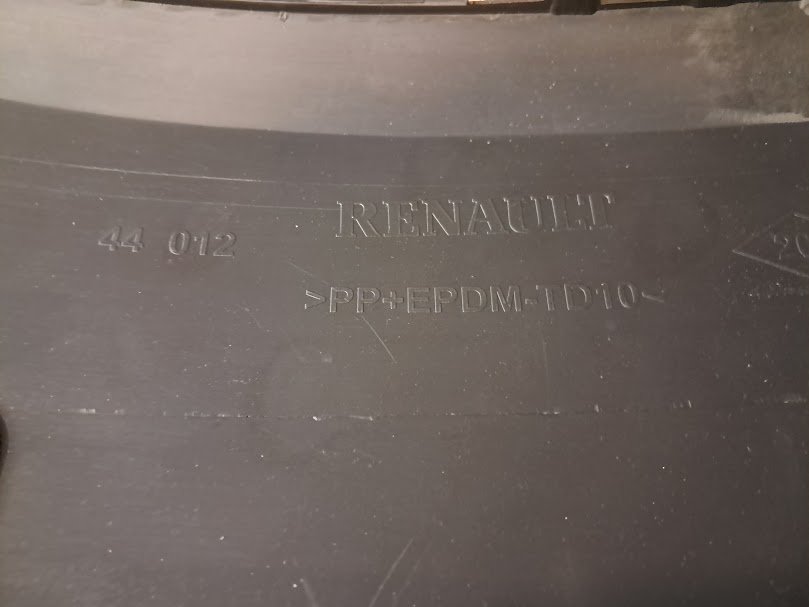 RENAULT
44 012
>PP+EPDM-TD10<